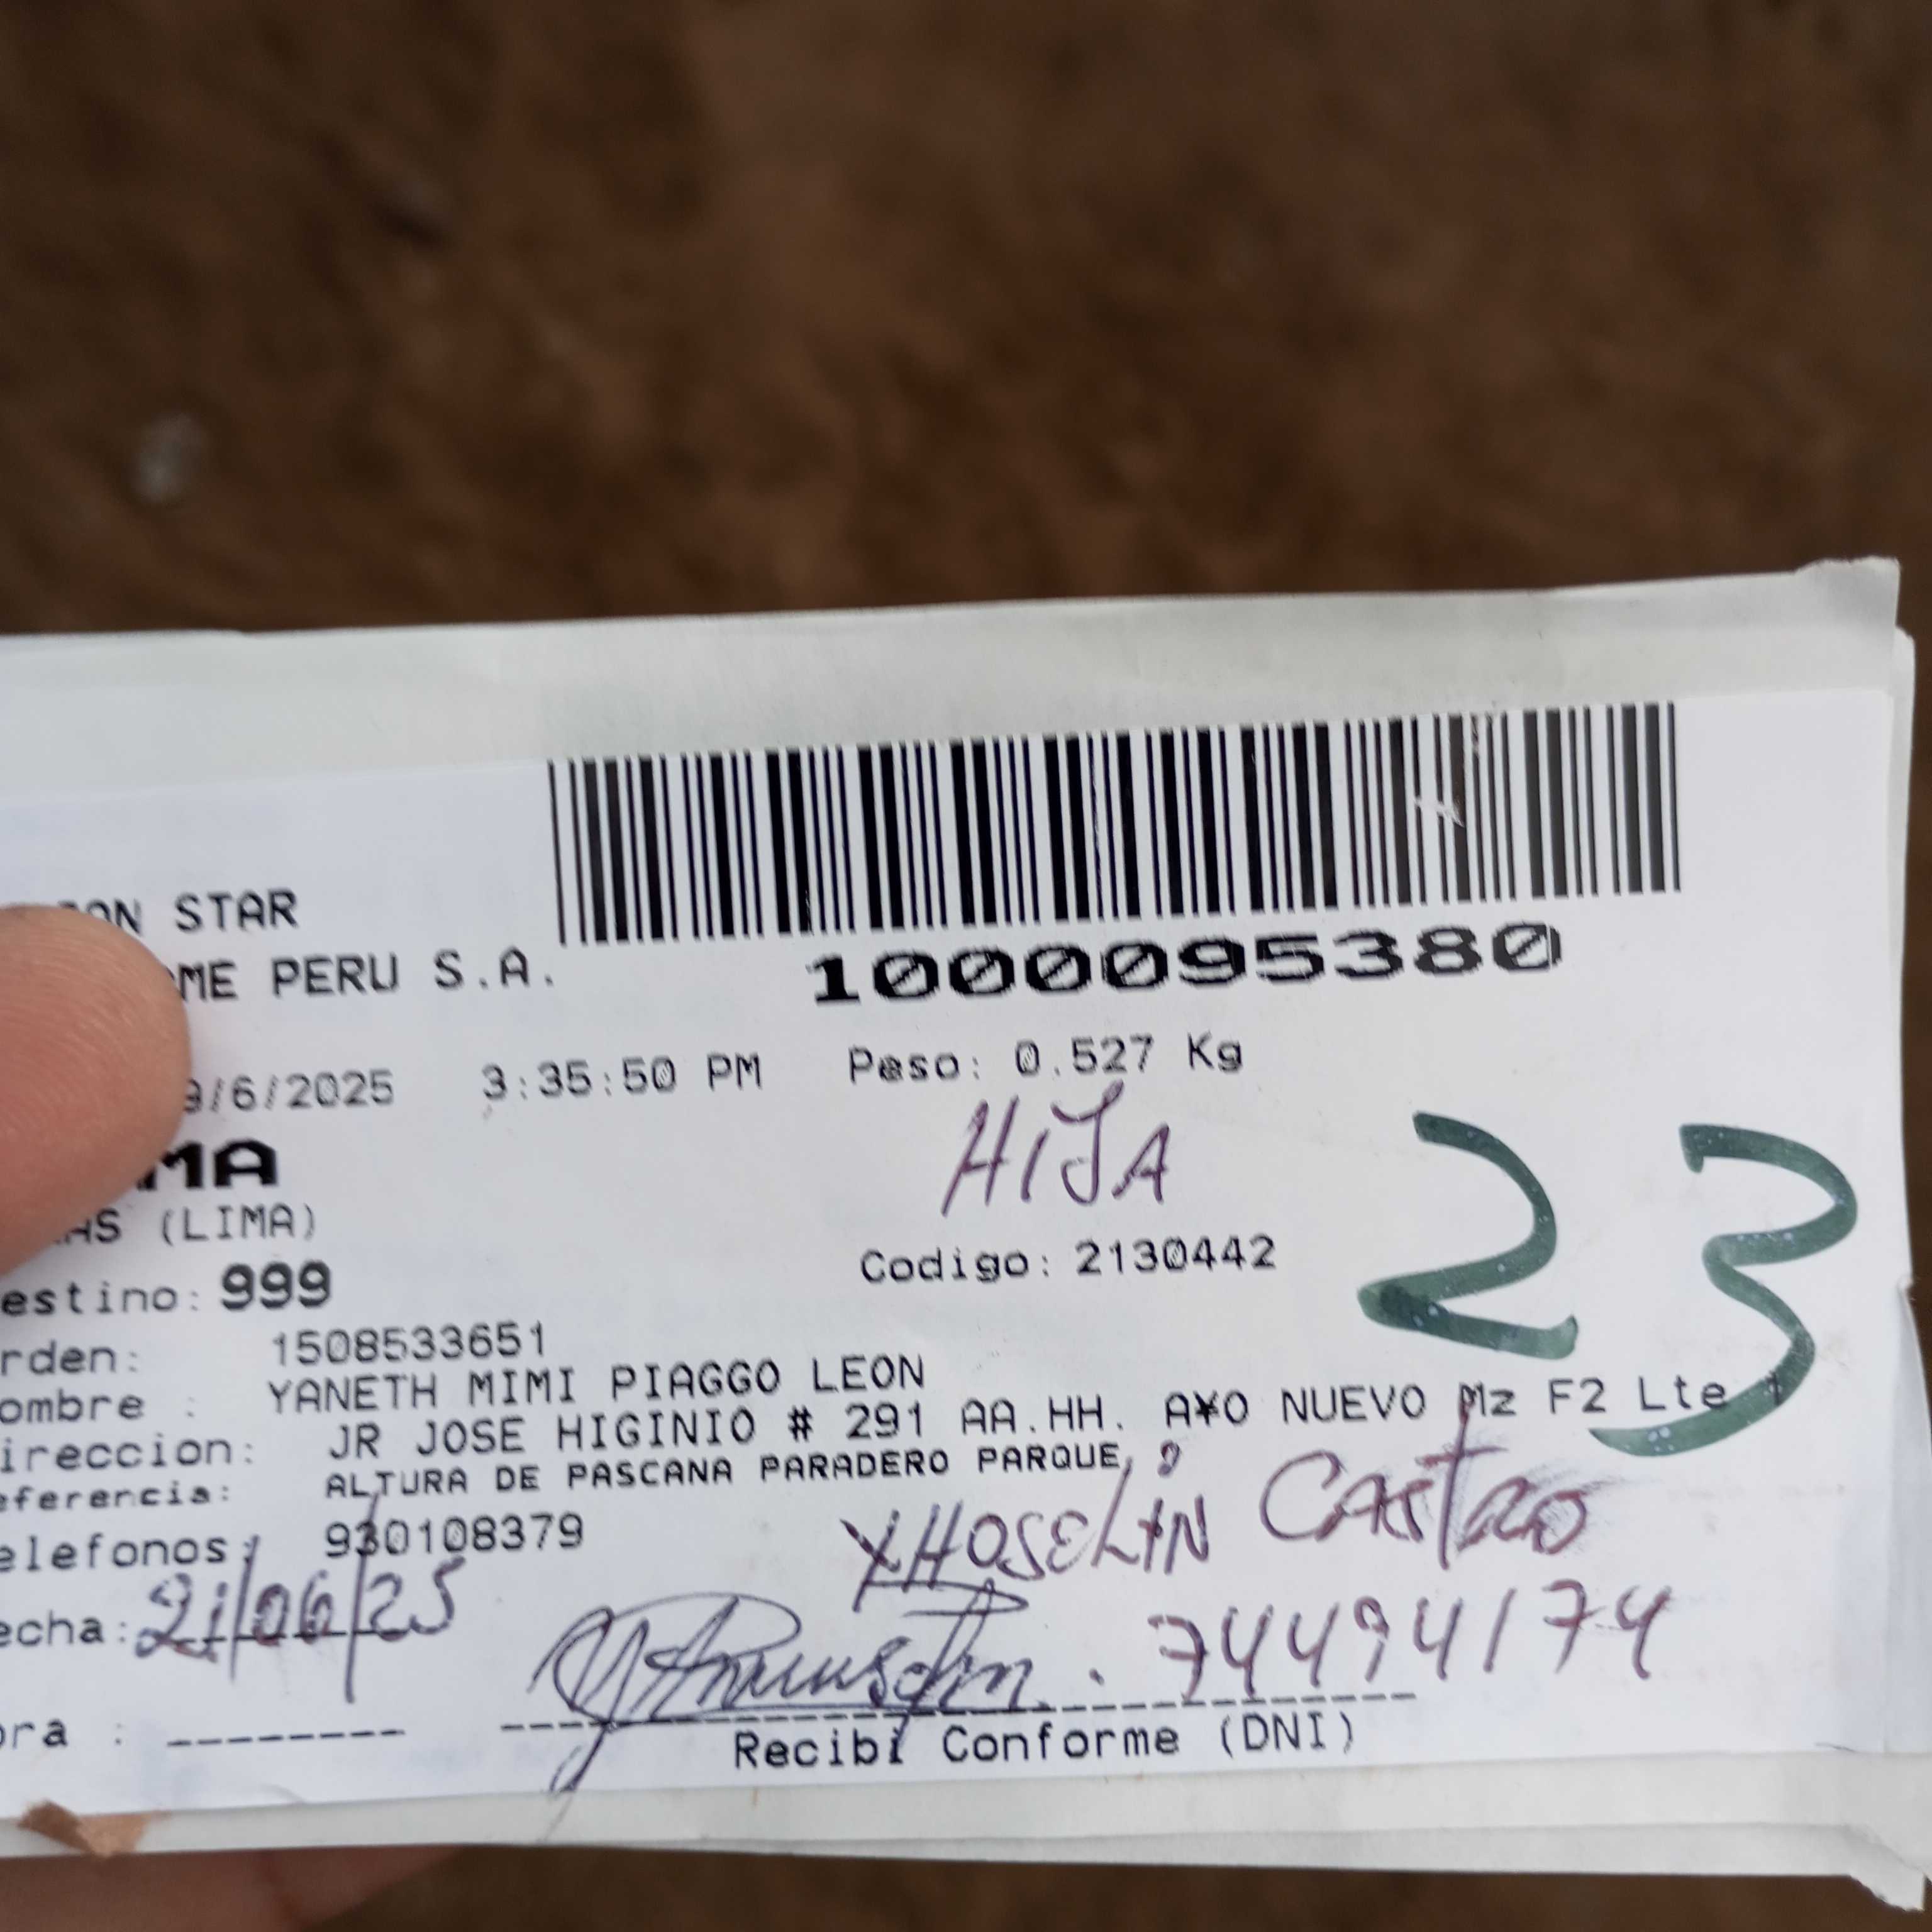 STAR
ME PERU S.A.
1000095380
9/6/2025 3:35:50 PM Peso: 0.527 Kg
MA
HIJA
AS (LIMA)
23
Codigo: 2130442
estino: 999
rden: 1508533651
ombre : YANETH MIMI PIAGGO LEON
ireccion: JR JOSE HIGINIO # 291 AA.HH. A¥O NUEVO Mz F2 Lte 1
eferencia: ALTURA DE PASCANA PARADERO PARQUE,
elefonos: 930108379
YHOSELIN CASTRO
echa: 21/06/25
74494174
ora : --------
Recibí Conforme (DNI)